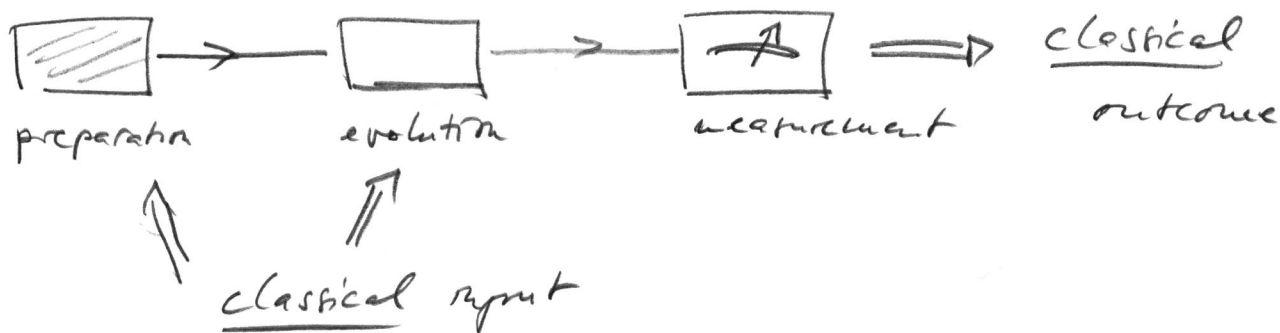 classical
outcome
preparation evolution measurement
classical input